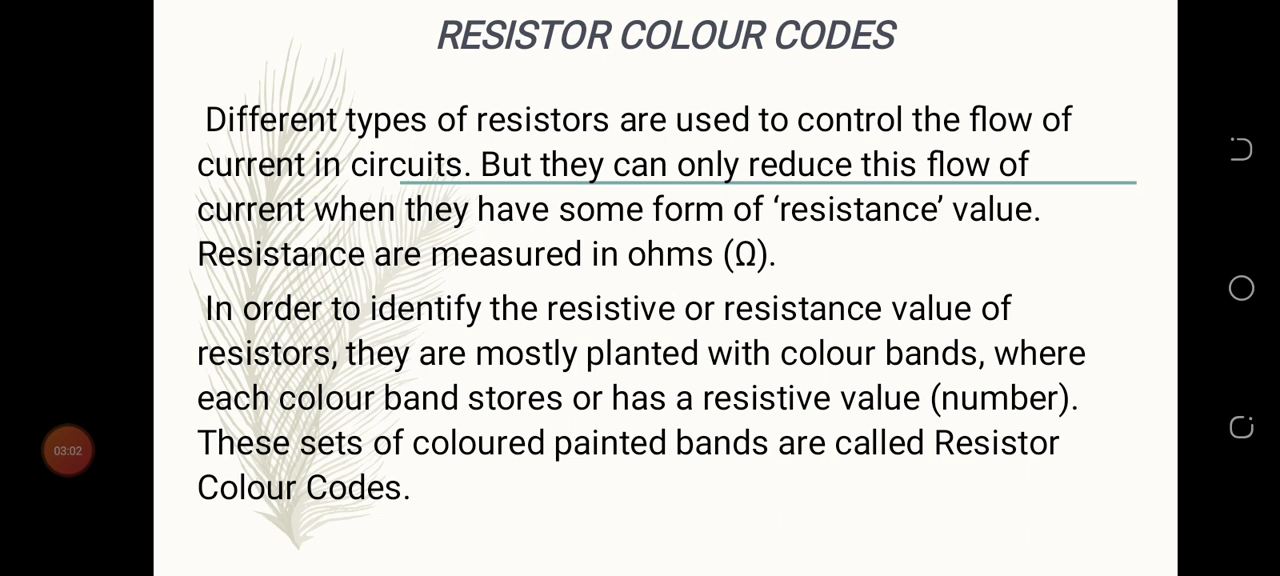 RESISTOR COLOUR CODES
Different types of resistors are used to control the flow of
current in circuits. But they can only reduce this flow of
current when they have some form of ‘resistance’ value.
Resistance are measured in ohms (Ω).
In order to identify the resistive or resistance value of
resistors, they are mostly planted with colour bands, where
each colour band stores or has a resistive value (number).
These sets of coloured painted bands are called Resistor
Colour Codes.
03:02